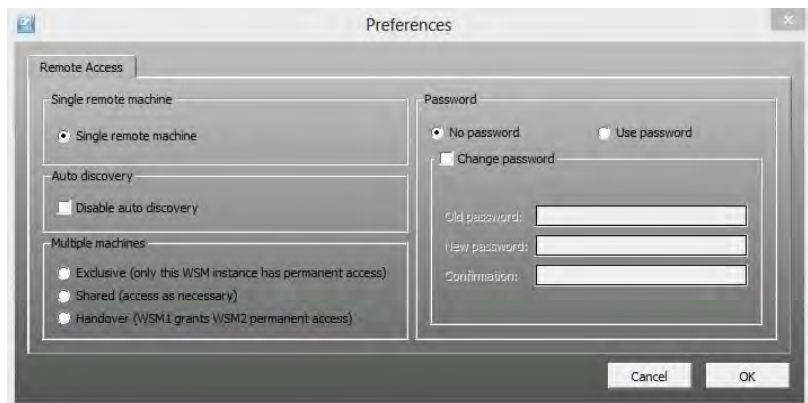 Preferences
Remote Access
Single remote machine
Single remote machine
Auto discovery
Disable auto discovery
Multiple machines
Exclusive (only this WSM instance has permanent access)
Shared (access as necessary)
Handover (WSM1 grants WSM2 permanent access)
Password
No password
Use password
Change password
Old password:
New password:
Confirmation:
Cancel
OK